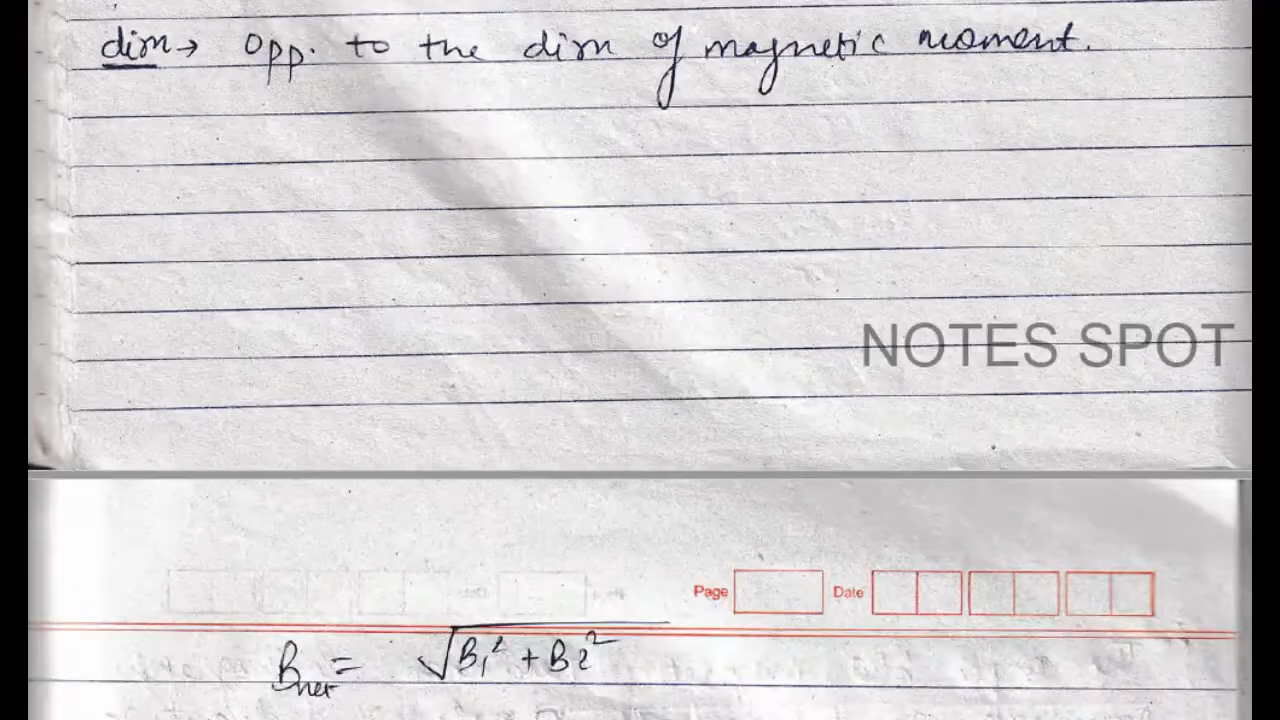 dirn → Opp. to the dirn of magnetic moment.
NOTES SPOT
Page Date
Bnet = √B₁² + B₂²